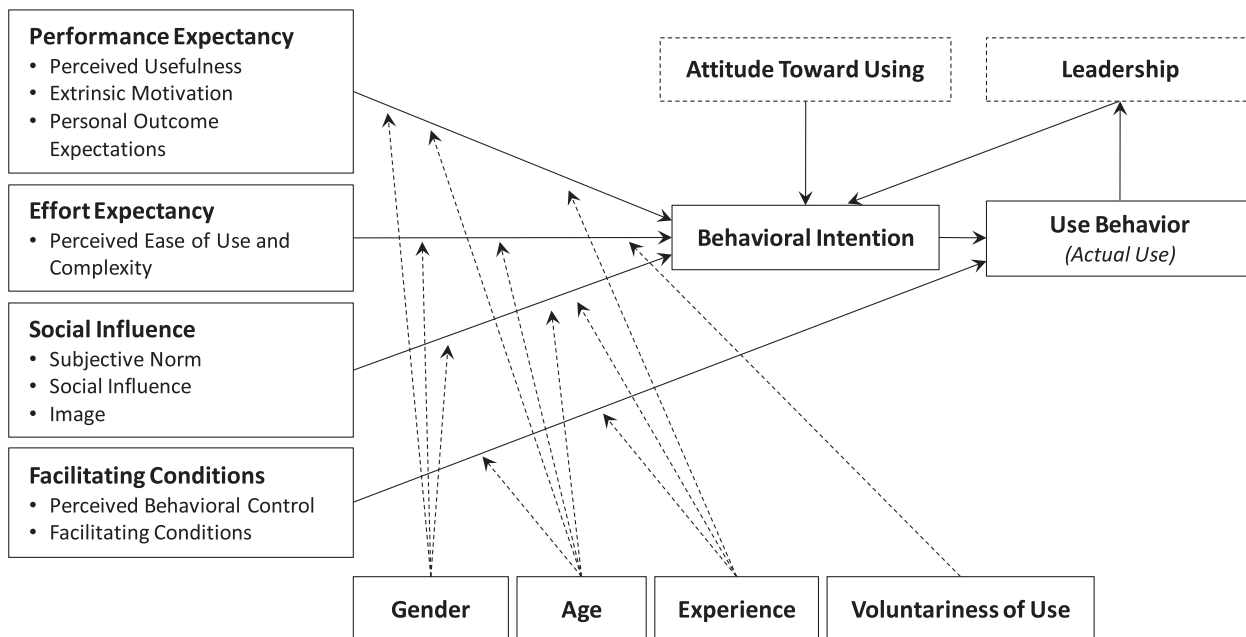 Performance Expectancy
• Perceived Usefulness
• Extrinsic Motivation
• Personal Outcome
Expectations
Attitude Toward Using
Leadership
Effort Expectancy
• Perceived Ease of Use and
Complexity
Behavioral Intention
Use Behavior
(Actual Use)
Social Influence
• Subjective Norm
• Social Influence
• Image
Facilitating Conditions
• Perceived Behavioral Control
• Facilitating Conditions
Gender
Age
Experience
Voluntariness of Use